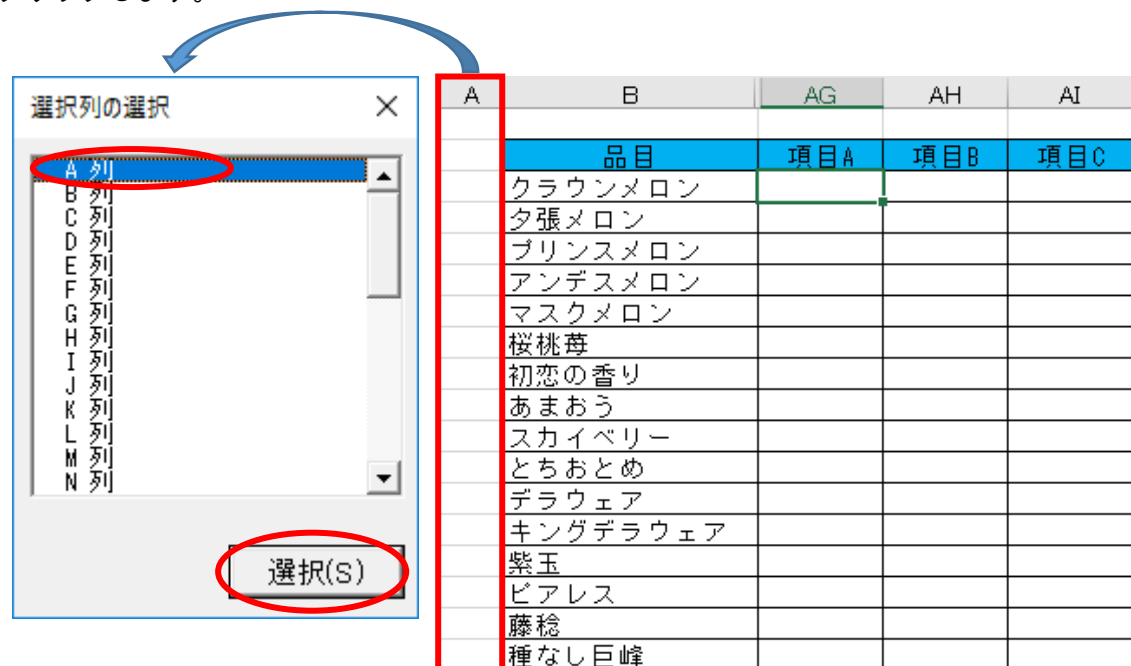 選択列の選択
A 列
B 列
C 列
D 列
E 列
F 列
G 列
H 列
I 列
J 列
K 列
L 列
M 列
N 列
選択(S)
A B AG AH AI
品目 項目A 項目B 項目C
クラウンメロン
夕張メロン
プリンスメロン
アンデスメロン
マスクメロン
桜桃苺
初恋の香り
あまおう
スカイベリー
とちおとめ
デラウェア
キングデラウェア
紫玉
ピアレス
藤稔
種なし巨峰